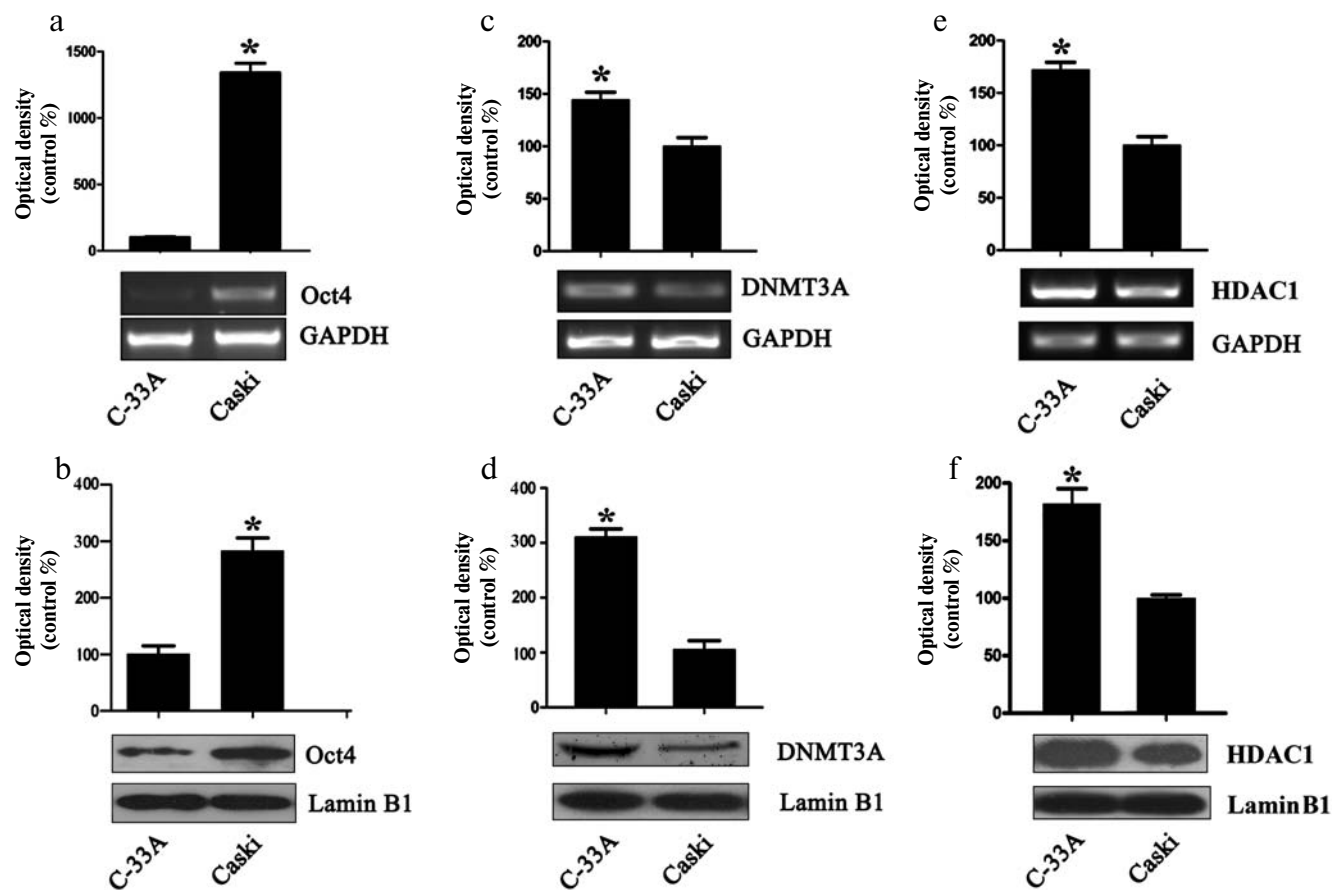 a
Optical density
(control %)
1500
1000
500
0
*
Oct4
GAPDH
C-33A
Caski
c
Optical density
(control %)
200
150
100
50
0
*
DNMT3A
GAPDH
C-33A
Caski
e
Optical density
(control %)
200
150
100
50
0
*
HDAC1
GAPDH
C-33A
Caski
b
Optical density
(control %)
400
300
200
100
0
*
Oct4
Lamin B1
C-33A
Caski
d
Optical density
(control %)
400
300
200
100
0
*
DNMT3A
Lamin B1
C-33A
Caski
f
Optical density
(control %)
200
150
100
50
0
*
HDAC1
Lamin B1
C-33A
Caski